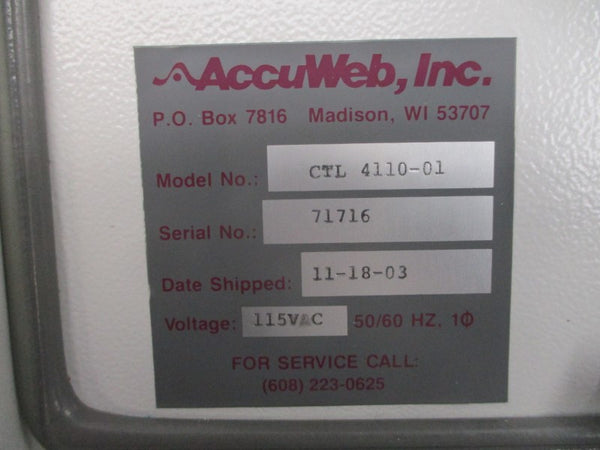 AccuWeb, Inc.
P.O. Box 7816 Madison, WI 53707
Model No.: CTL 4110-01
Serial No.: 71716
Date Shipped: 11-18-03
Voltage: 115VAC 50/60 HZ, 1Φ
FOR SERVICE CALL:
(608) 223-0625